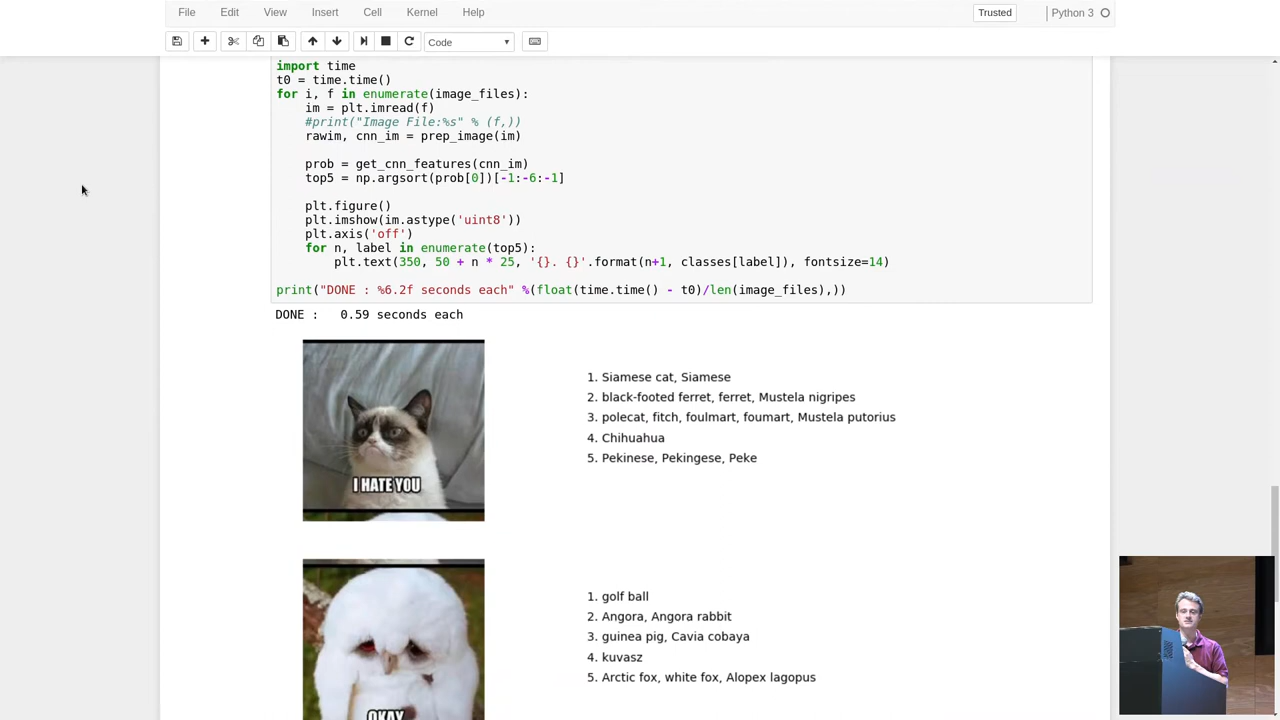 File Edit View Insert Cell Kernel Help Trusted Python 3
Code
import time
t0 = time.time()
for i, f in enumerate(image_files):
    im = plt.imread(f)
    #print("Image File:%s" % (f,))
    rawim, cnn_im = prep_image(im)
    prob = get_cnn_features(cnn_im)
    top5 = np.argsort(prob[0])[-1:-6:-1]
    plt.figure()
    plt.imshow(im.astype('uint8'))
    plt.axis('off')
    for n, label in enumerate(top5):
        plt.text(350, 50 + n * 25, '{}. {}'.format(n+1, classes[label]), fontsize=14)
print("DONE : %6.2f seconds each" %(float(time.time() - t0)/len(image_files),))
DONE :   0.59 seconds each
1. Siamese cat, Siamese
2. black-footed ferret, ferret, Mustela nigripes
3. polecat, fitch, foulmart, foumart, Mustela putorius
4. Chihuahua
5. Pekinese, Pekingese, Peke
I HATE YOU
1. golf ball
2. Angora, Angora rabbit
3. guinea pig, Cavia cobaya
4. kuvasz
5. Arctic fox, white fox, Alopex lagopus
OKAY